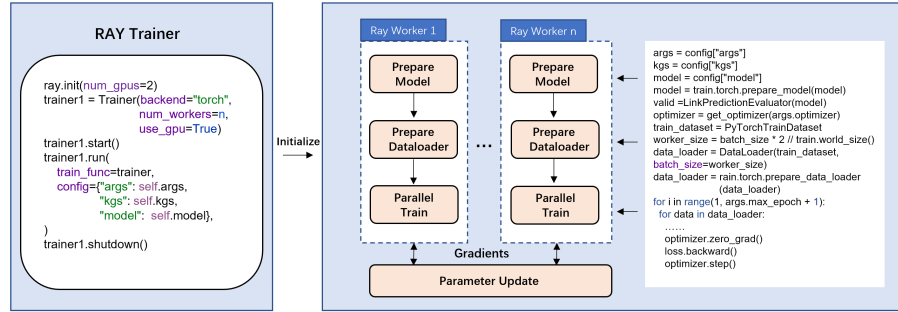 RAY Trainer
ray.init(num_gpus=2)
trainer1 = Trainer(backend="torch",
num_workers=n,
use_gpu=True)
trainer1.start()
trainer1.run(
train_func=trainer,
config={"args": self.args,
"kgs": self.kgs,
"model": self.model},
)
trainer1.shutdown()
Initialize
Ray Worker 1
Prepare
Model
Prepare
Dataloader
Parallel
Train
...
Ray Worker n
Prepare
Model
Prepare
Dataloader
Parallel
Train
Gradients
Parameter Update
args = config["args"]
kgs = config["kgs"]
model = config["model"]
model = train.torch.prepare_model(model)
valid =LinkPredictionEvaluator(model)
optimizer = get_optimizer(args.optimizer)
train_dataset = PyTorchTrainDataset
worker_size = batch_size * 2 // train.world_size()
data_loader = DataLoader(train_dataset,
batch_size=worker_size)
data_loader = rain.torch.prepare_data_loader
(data_loader)
for i in range(1, args.max_epoch + 1):
for data in data_loader:
......
optimizer.zero_grad()
loss.backward()
optimizer.step()